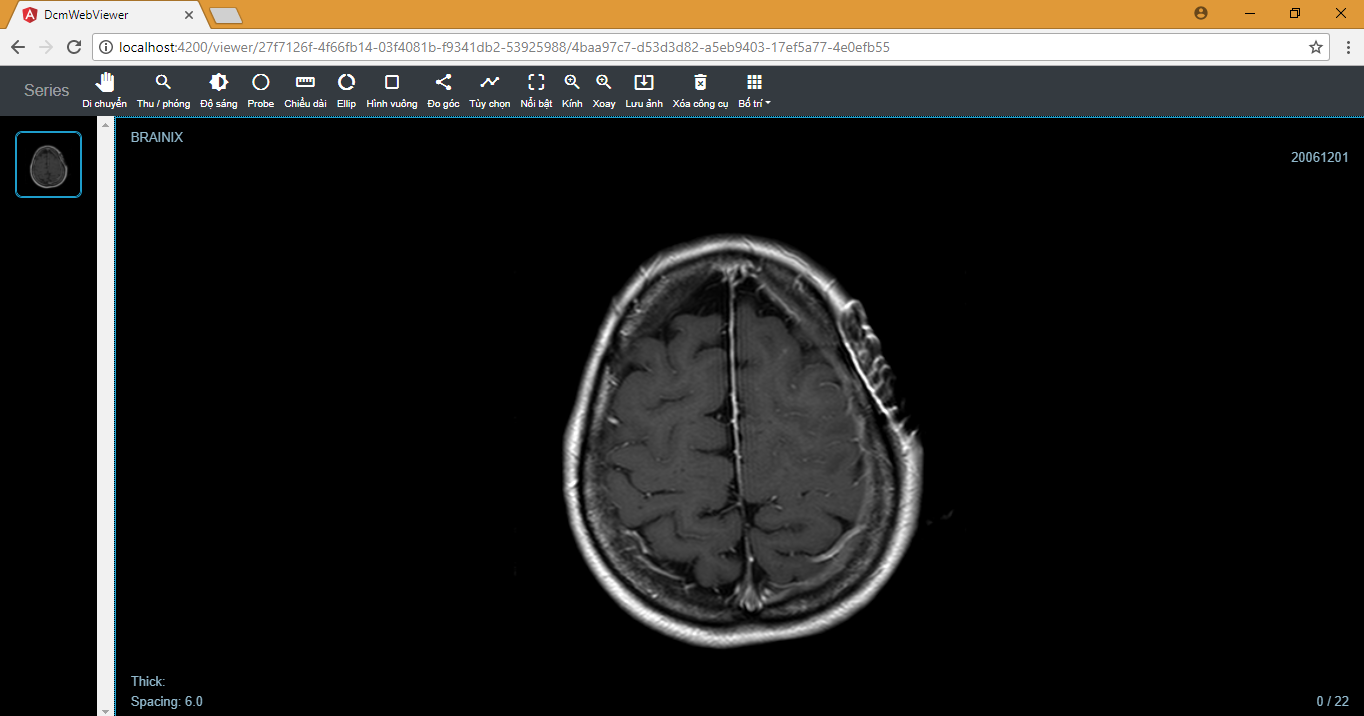 DcmWebViewer
localhost:4200/viewer/27f7126f-4f66fb14-03f4081b-f9341db2-53925988/4baa97c7-d53d3d82-a5eb9403-17ef5a77-4e0efb55
Series
Di chuyển Thu / phóng Độ sáng Probe Chiều dài Ellip Hình vuông Đo góc Tùy chọn Nổi bật Kính Xoay Lưu ảnh Xóa công cụ Bố trí
BRAINIX
20061201
Thick:
Spacing: 6.0
0 / 22